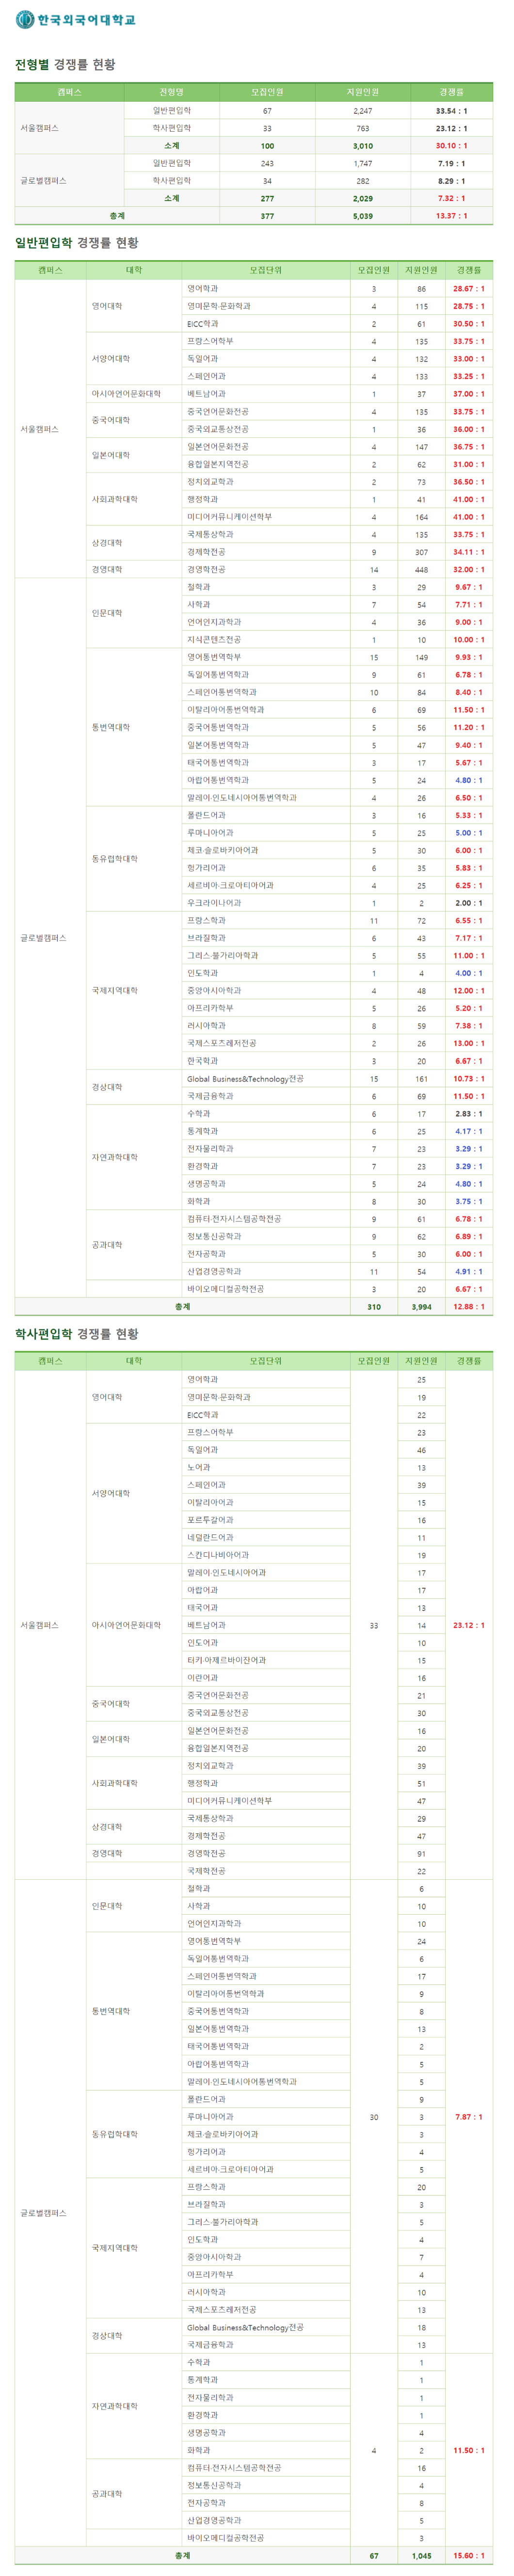 한국외국어대학교
전형별 경쟁률 현황
캠퍼스 전형명 모집인원 지원인원 경쟁률
서울캠퍼스 일반편입학 67 2,247 33.54 : 1
학사편입학 33 763 23.12 : 1
소계 100 3,010 30.10 : 1
글로벌캠퍼스 일반편입학 243 1,747 7.19 : 1
학사편입학 34 282 8.29 : 1
소계 277 2,029 7.32 : 1
총계 377 5,039 13.37 : 1
일반편입학 경쟁률 현황
캠퍼스 대학 모집단위 모집인원 지원인원 경쟁률
서울캠퍼스 영어대학 영어학과 3 86 28.67 : 1
영미문학·문화학과 4 115 28.75 : 1
EICC학과 2 61 30.50 : 1
서양어대학 프랑스어학부 4 135 33.75 : 1
독일어과 4 132 33.00 : 1
스페인어과 4 133 33.25 : 1
아시아언어문화대학 베트남어과 1 37 37.00 : 1
중국어대학 중국언어문화전공 4 135 33.75 : 1
중국외교통상전공 1 36 36.00 : 1
일본어대학 일본언어문화전공 4 147 36.75 : 1
융합일본지역전공 2 62 31.00 : 1
사회과학대학 정치외교학과 2 73 36.50 : 1
행정학과 1 41 41.00 : 1
미디어커뮤니케이션학부 4 164 41.00 : 1
상경대학 국제통상학과 4 135 33.75 : 1
경제학전공 9 307 34.11 : 1
경영대학 경영학전공 14 448 32.00 : 1
글로벌캠퍼스 인문대학 철학과 3 29 9.67 : 1
사학과 7 54 7.71 : 1
언어인지과학과 4 36 9.00 : 1
지식콘텐츠전공 1 10 10.00 : 1
통번역대학 영어통번역학부 15 149 9.93 : 1
독일어통번역학과 9 61 6.78 : 1
스페인어통번역학과 10 84 8.40 : 1
이탈리아어통번역학과 6 69 11.50 : 1
중국어통번역학과 5 56 11.20 : 1
일본어통번역학과 5 47 9.40 : 1
태국어통번역학과 3 17 5.67 : 1
아랍어통번역학과 5 24 4.80 : 1
말레이·인도네시아어통번역학과 4 26 6.50 : 1
동유럽학대학 폴란드어과 3 16 5.33 : 1
루마니아어과 5 25 5.00 : 1
체코·슬로바키아어과 5 30 6.00 : 1
헝가리어과 6 35 5.83 : 1
세르비아·크로아티아어과 4 25 6.25 : 1
우크라이나어과 1 2 2.00 : 1
국제지역대학 프랑스학과 11 72 6.55 : 1
브라질학과 6 43 7.17 : 1
그리스·불가리아학과 5 55 11.00 : 1
인도학과 1 4 4.00 : 1
중앙아시아학과 4 48 12.00 : 1
아프리카학부 5 26 5.20 : 1
러시아학과 8 59 7.38 : 1
국제스포츠레저전공 2 26 13.00 : 1
한국학과 3 20 6.67 : 1
경상대학 Global Business&Technology전공 15 161 10.73 : 1
국제금융학과 6 69 11.50 : 1
자연과학대학 수학과 6 17 2.83 : 1
통계학과 6 25 4.17 : 1
전자물리학과 7 23 3.29 : 1
환경학과 7 23 3.29 : 1
생명공학과 5 24 4.80 : 1
화학과 8 30 3.75 : 1
공과대학 컴퓨터·전자시스템공학전공 9 61 6.78 : 1
정보통신공학과 9 62 6.89 : 1
전자공학과 5 30 6.00 : 1
산업경영공학과 11 54 4.91 : 1
바이오메디컬공학전공 3 20 6.67 : 1
총계 310 3,994 12.88 : 1
학사편입학 경쟁률 현황
캠퍼스 대학 모집단위 모집인원 지원인원 경쟁률
서울캠퍼스 영어대학 영어학과 33 25 23.12 : 1
영미문학·문화학과 19
EICC학과 22
서양어대학 프랑스어학부 23
독일어과 46
노어과 13
스페인어과 39
이탈리아어과 15
포르투갈어과 16
네덜란드어과 11
스칸디나비아어과 19
아시아언어문화대학 말레이·인도네시아어과 17
아랍어과 17
태국어과 13
베트남어과 14
인도어과 10
터키·아제르바이잔어과 15
이란어과 16
중국어대학 중국언어문화전공 21
중국외교통상전공 30
일본어대학 일본언어문화전공 16
융합일본지역전공 20
사회과학대학 정치외교학과 39
행정학과 51
미디어커뮤니케이션학부 47
상경대학 국제통상학과 29
경제학전공 47
경영대학 경영학전공 91
국제학전공 22
글로벌캠퍼스 인문대학 철학과 30 6 7.87 : 1
사학과 10
언어인지과학과 10
통번역대학 영어통번역학부 24
독일어통번역학과 6
스페인어통번역학과 17
이탈리아어통번역학과 9
중국어통번역학과 8
일본어통번역학과 13
태국어통번역학과 2
아랍어통번역학과 5
말레이·인도네시아어통번역학과 5
동유럽학대학 폴란드어과 9
루마니아어과 3
체코·슬로바키아어과 3
헝가리어과 4
세르비아·크로아티아어과 5
국제지역대학 프랑스학과 20
브라질학과 3
그리스·불가리아학과 5
인도학과 4
중앙아시아학과 7
아프리카학부 4
러시아학과 10
국제스포츠레저전공 13
경상대학 Global Business&Technology전공 18
국제금융학과 13
자연과학대학 수학과 4 1 11.50 : 1
통계학과 1
전자물리학과 1
환경학과 1
생명공학과 4
화학과 2
공과대학 컴퓨터·전자시스템공학전공 16
정보통신공학과 4
전자공학과 8
산업경영공학과 5
바이오메디컬공학전공 3
총계 67 1,045 15.60 : 1